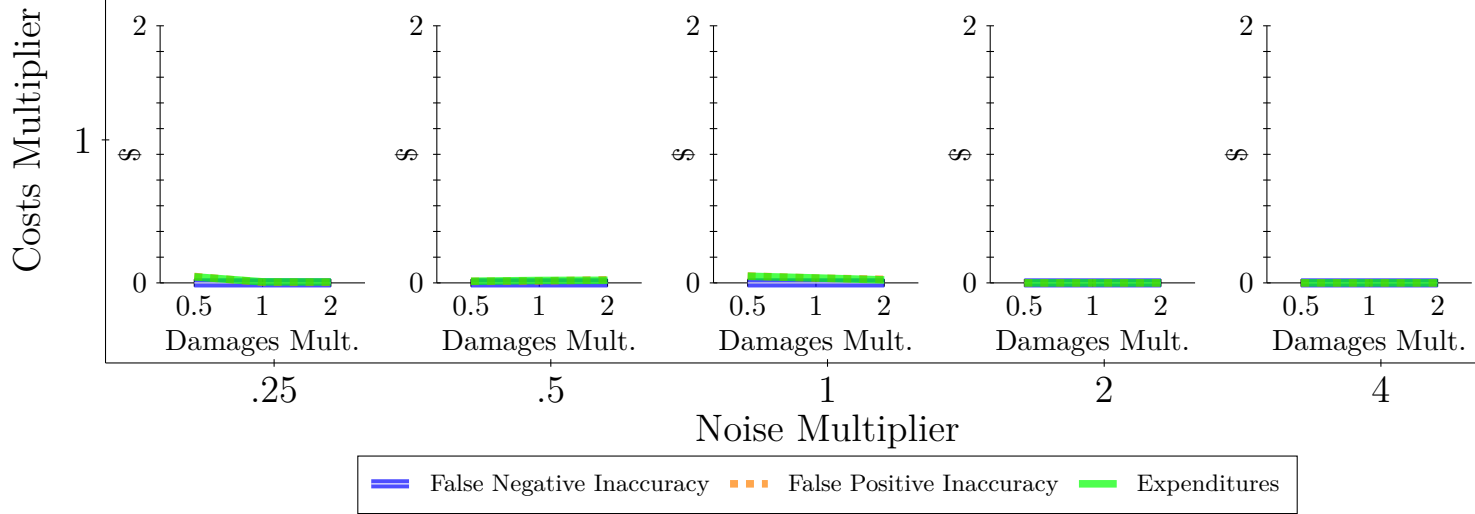 Costs Multiplier
1
2
$
0
0.5 1 2
Damages Mult.
2
$
0
0.5 1 2
Damages Mult.
2
$
0
0.5 1 2
Damages Mult.
2
$
0
0.5 1 2
Damages Mult.
2
$
0
0.5 1 2
Damages Mult.
.25 .5 1 2 4
Noise Multiplier
False Negative Inaccuracy False Positive Inaccuracy Expenditures